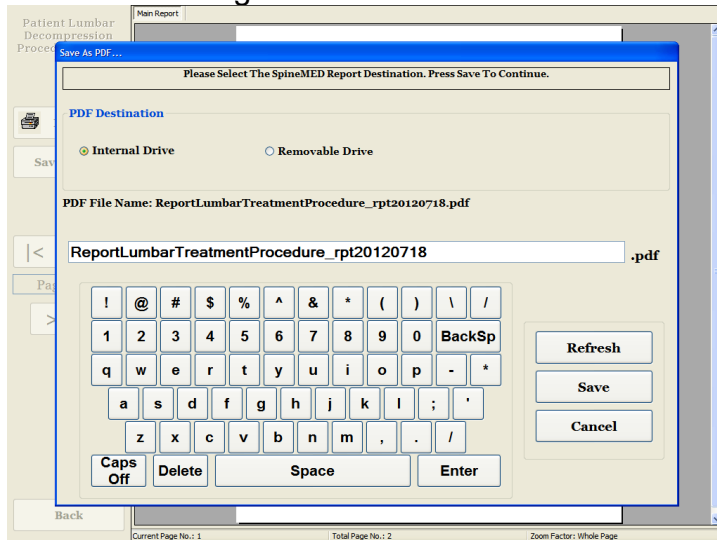 Patient Lumbar
Decompression
Main Report
Save As PDF...
Please Select The SpineMED Report Destination. Press Save To Continue.
PDF Destination
Internal Drive
Removable Drive
PDF File Name: ReportLumbarTreatmentProcedure_rpt20120718.pdf
ReportLumbarTreatmentProcedure_rpt20120718 .pdf
! @ # $ % ^ & * ( ) \ /
1 2 3 4 5 6 7 8 9 0 BackSp
q w e r t y u i o p - *
a s d f g h j k l ; '
z x c v b n m , . /
Caps Off Delete Space Enter
Refresh
Save
Cancel
|<
>
Back
Current Page No.: 1 Total Page No.: 2 Zoom Factor: Whole Page